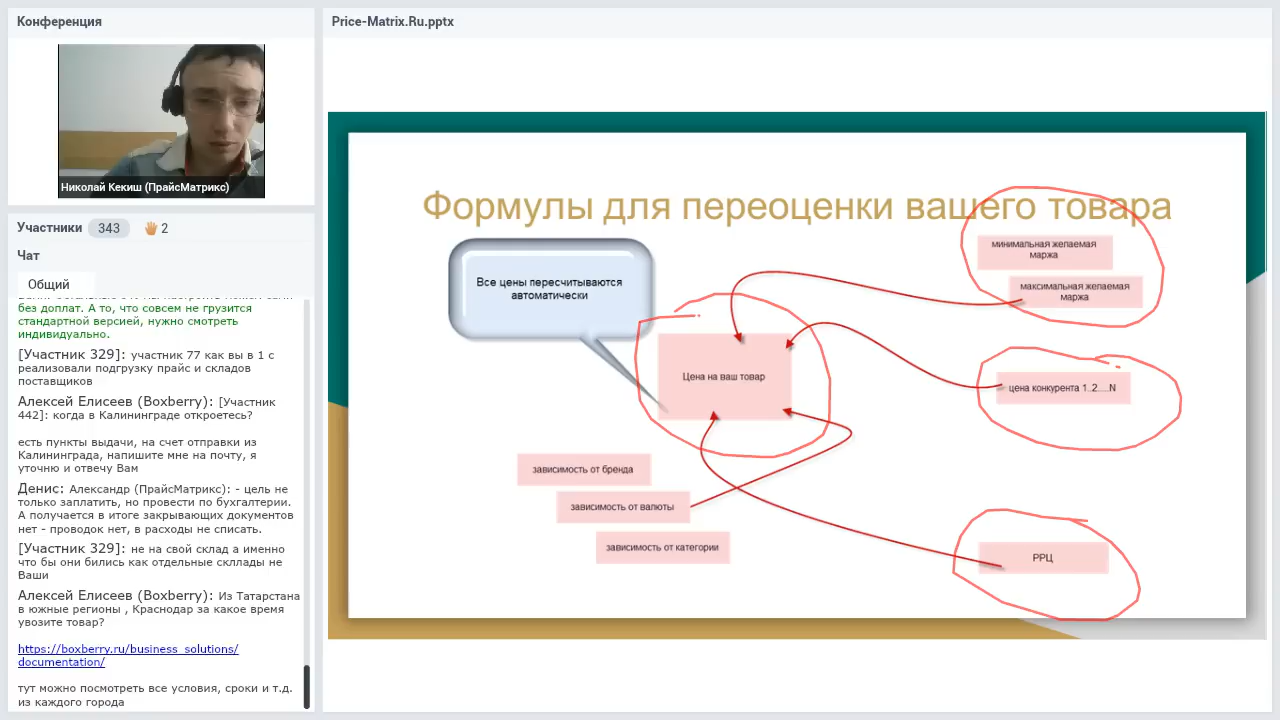 Конференция
Николай Кекиш (ПрайсМатрикс)
Участники 343 2
Чат
Общий
без доплат. А то, что совсем не грузится
стандартной версией, нужно смотреть
индивидуально.
[Участник 329]: участник 77 как вы в 1 с
реализовали подгрузку прайс и складов
поставщиков
Алексей Елисеев (Boxberry): [Участник
442]: когда в Калининграде откроетесь?
есть пункты выдачи, на счет отправки из
Калининграда, напишите мне на почту, я
уточню и отвечу Вам
Денис: Александр (ПрайсМатрикс): - цель не
только заплатить, но провести по бухгалтерии.
А получается в итоге закрывающих документов
нет - проводок нет, в расходы не списать.
[Участник 329]: не на свой склад а именно
что бы они бились как отдельные скллады не
Ваши
Алексей Елисеев (Boxberry): Из Татарстана
в южные регионы , Краснодар за какое время
увозите товар?
https://boxberry.ru/business_solutions/
documentation/
тут можно посмотреть все условия, сроки и т.д.
из каждого города
Price-Matrix.Ru.pptx
Формулы для переоценки вашего товара
Все цены пересчитываются
автоматически
минимальная желаемая
маржа
максимальная желаемая
маржа
Цена на ваш товар
цена конкурента 1..2.....N
зависимость от бренда
зависимость от валюты
зависимость от категории
РРЦ